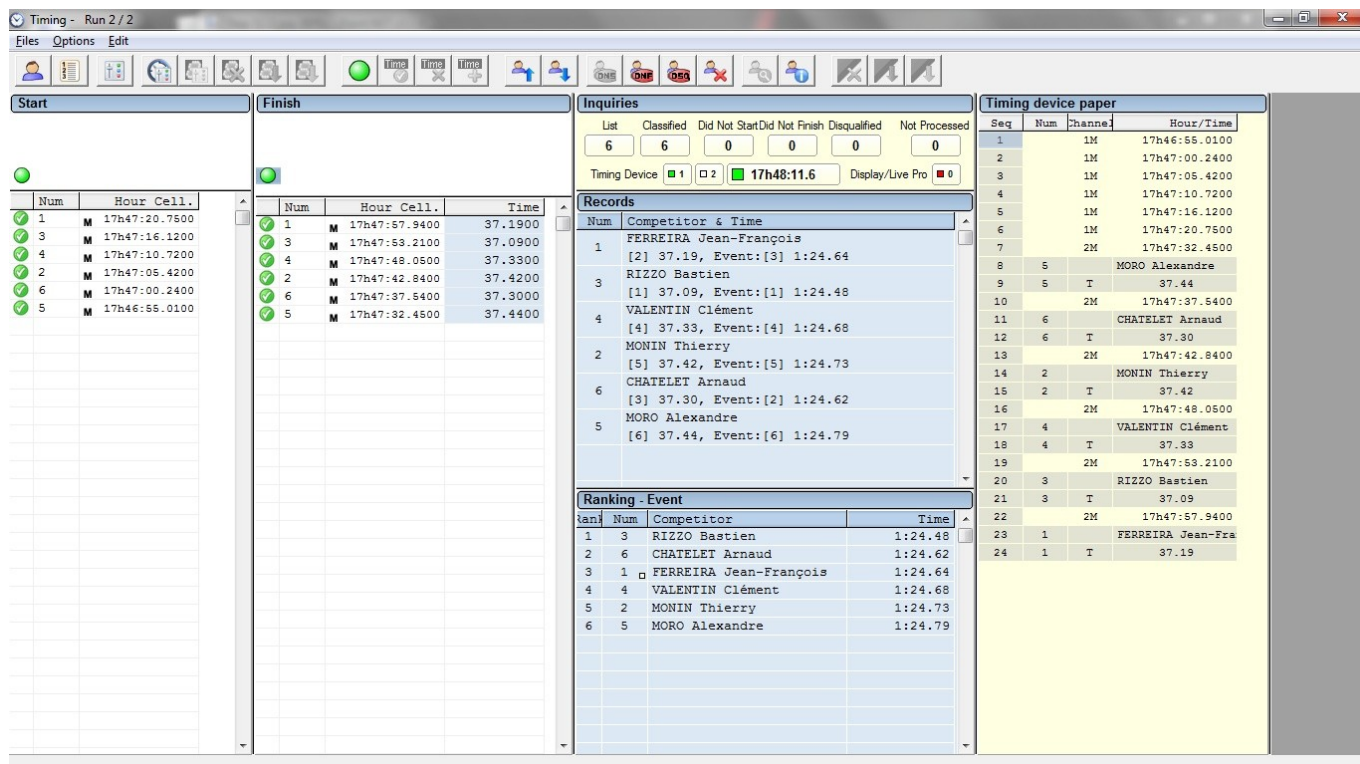 Timing - Run 2 / 2
Files Options Edit
Time Time Time DNS DNF DSQ
Start
Num Hour Cell.
1 M 17h47:20.7500
3 M 17h47:16.1200
4 M 17h47:10.7200
2 M 17h47:05.4200
6 M 17h47:00.2400
5 M 17h46:55.0100
Finish
Num Hour Cell. Time
1 M 17h47:57.9400 37.1900
3 M 17h47:53.2100 37.0900
4 M 17h47:48.0500 37.3300
2 M 17h47:42.8400 37.4200
6 M 17h47:37.5400 37.3000
5 M 17h47:32.4500 37.4400
Inquiries
List Classified Did Not Start Did Not Finish Disqualified Not Processed
6 6 0 0 0 0
Timing Device 1 2 17h48:11.6 Display/Live Pro 0
Records
Num Competitor & Time
1 FERREIRA Jean-François
[2] 37.19, Event:[3] 1:24.64
3 RIZZO Bastien
[1] 37.09, Event:[1] 1:24.48
4 VALENTIN Clément
[4] 37.33, Event:[4] 1:24.68
2 MONIN Thierry
[5] 37.42, Event:[5] 1:24.73
6 CHATELET Arnaud
[3] 37.30, Event:[2] 1:24.62
5 MORO Alexandre
[6] 37.44, Event:[6] 1:24.79
Ranking - Event
Rank Num Competitor Time
1 3 RIZZO Bastien 1:24.48
2 6 CHATELET Arnaud 1:24.62
3 1 FERREIRA Jean-François 1:24.64
4 4 VALENTIN Clément 1:24.68
5 2 MONIN Thierry 1:24.73
6 5 MORO Alexandre 1:24.79
Timing device paper
Seq Num Channel Hour/Time
1 1M 17h46:55.0100
2 1M 17h47:00.2400
3 1M 17h47:05.4200
4 1M 17h47:10.7200
5 1M 17h47:16.1200
6 1M 17h47:20.7500
7 2M 17h47:32.4500
8 5 MORO Alexandre
9 5 T 37.44
10 2M 17h47:37.5400
11 6 CHATELET Arnaud
12 6 T 37.30
13 2M 17h47:42.8400
14 2 MONIN Thierry
15 2 T 37.42
16 2M 17h47:48.0500
17 4 VALENTIN Clément
18 4 T 37.33
19 2M 17h47:53.2100
20 3 RIZZO Bastien
21 3 T 37.09
22 2M 17h47:57.9400
23 1 FERREIRA Jean-Fra
24 1 T 37.19